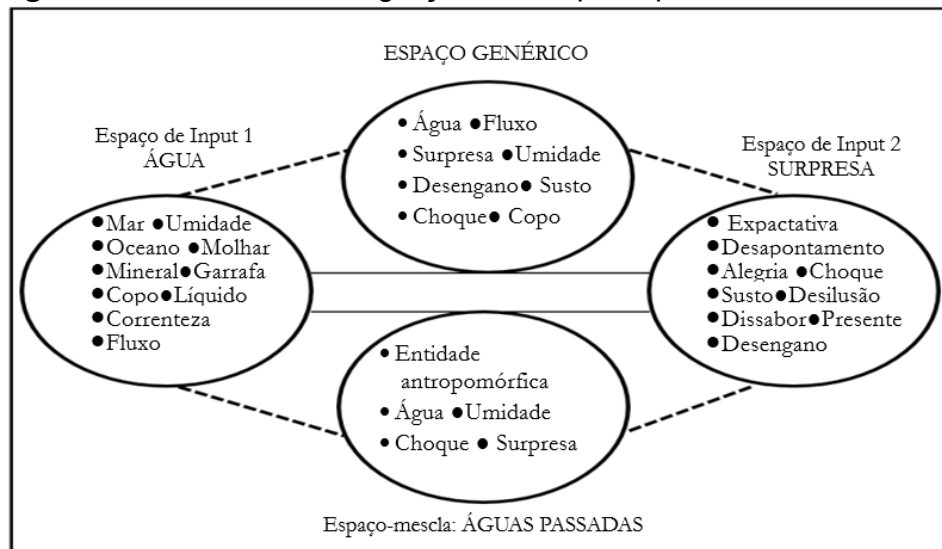 ESPAÇO GENÉRICO
• Água ●Fluxo
• Surpresa ●Umidade
• Desengano● Susto
• Choque● Copo
Espaço de Input 1
ÁGUA
●Mar ●Umidade
●Oceano ●Molhar
●Mineral●Garrafa
●Copo●Líquido
●Correnteza
●Fluxo
Espaço de Input 2
SURPRESA
● Expactativa
●Desapontamento
●Alegria ●Choque
●Susto●Desilusão
●Dissabor●Presente
●Desengano
• Entidade
antropomórfica
• Água ●Umidade
• Choque ● Surpresa
Espaço-mescla: ÁGUAS PASSADAS